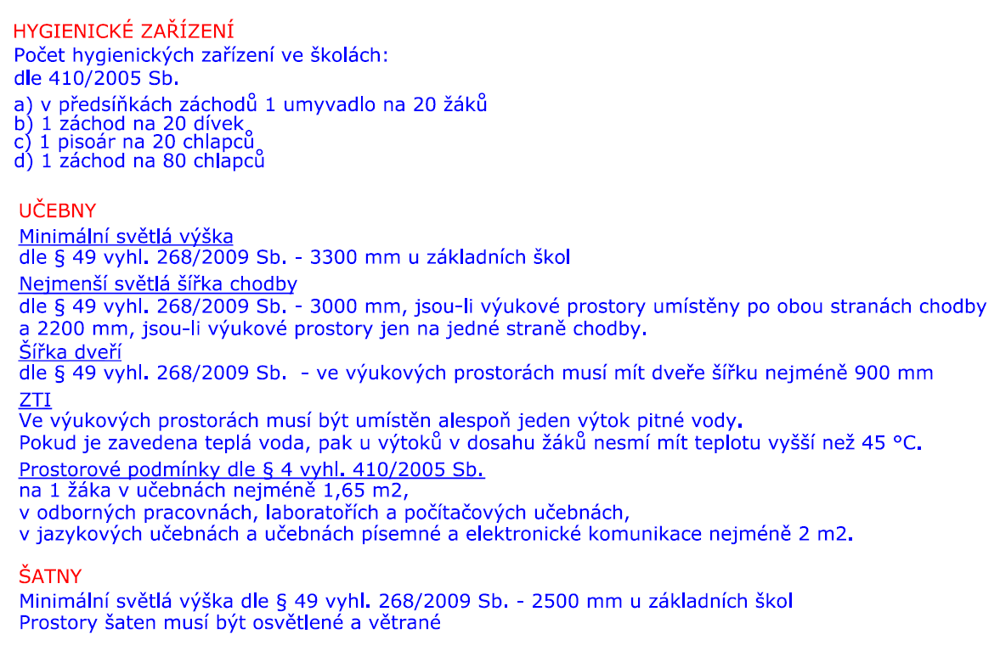 HYGIENICKÉ ZAŘÍZENÍ
Počet hygienických zařízení ve školách:
dle 410/2005 Sb.
a) v předsíňkách záchodů 1 umyvadlo na 20 žáků
b) 1 záchod na 20 dívek
c) 1 pisoár na 20 chlapců
d) 1 záchod na 80 chlapců
UČEBNY
Minimální světlá výška
dle § 49 vyhl. 268/2009 Sb. - 3300 mm u základních škol
Nejmenší světlá šířka chodby
dle § 49 vyhl. 268/2009 Sb. - 3000 mm, jsou-li výukové prostory umístěny po obou stranách chodby
a 2200 mm, jsou-li výukové prostory jen na jedné straně chodby.
Šířka dveří
dle § 49 vyhl. 268/2009 Sb. - ve výukových prostorách musí mít dveře šířku nejméně 900 mm
ZTI
Ve výukových prostorách musí být umístěn alespoň jeden výtok pitné vody.
Pokud je zavedena teplá voda, pak u výtoků v dosahu žáků nesmí mít teplotu vyšší než 45 °C.
Prostorové podmínky dle § 4 vyhl. 410/2005 Sb.
na 1 žáka v učebnách nejméně 1,65 m2,
v odborných pracovnách, laboratořích a počítačových učebnách,
v jazykových učebnách a učebnách písemné a elektronické komunikace nejméně 2 m2.
ŠATNY
Minimální světlá výška dle § 49 vyhl. 268/2009 Sb. - 2500 mm u základních škol
Prostory šaten musí být osvětlené a větrané